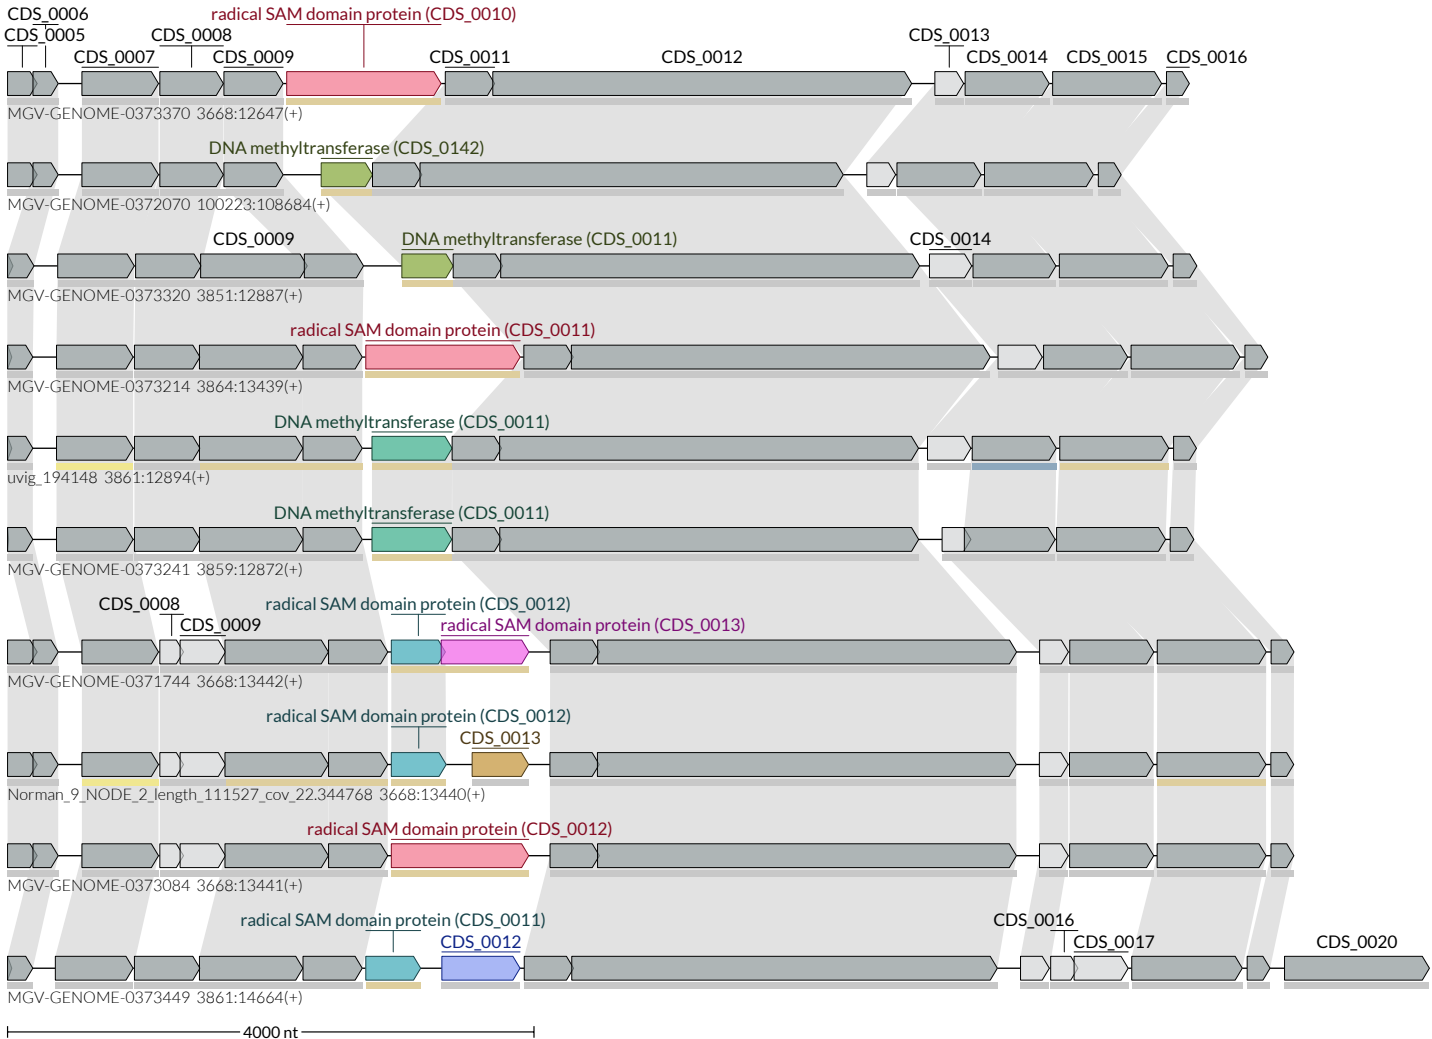 CDS_0006
radical SAM domain protein (CDS_0010)
CDS_0005
CDS_0008
CDS_0013
CDS_0007
CDS_0009
CDS_0011
CDS_0012
CDS_0014
CDS_0015
CDS_0016
MGV-GENOME-0373370 3668:12647(+)
DNA methyltransferase (CDS_0142)
MGV-GENOME-0372070 100223:108684(+)
CDS_0009
DNA methyltransferase (CDS_0011)
CDS_0014
MGV-GENOME-0373320 3851:12887(+)
radical SAM domain protein (CDS_0011)
MGV-GENOME-0373214 3864:13439(+)
DNA methyltransferase (CDS_0011)
uvig_194148 3861:12894(+)
DNA methyltransferase (CDS_0011)
MGV-GENOME-0373241 3859:12872(+)
CDS_0008
radical SAM domain protein (CDS_0012)
CDS_0009
radical SAM domain protein (CDS_0013)
MGV-GENOME-0371744 3668:13442(+)
radical SAM domain protein (CDS_0012)
CDS_0013
Norman_9_NODE_2_length_111527_cov_22.344768 3668:13440(+)
radical SAM domain protein (CDS_0012)
MGV-GENOME-0373084 3668:13441(+)
radical SAM domain protein (CDS_0011)
CDS_0016
CDS_0012
CDS_0017
CDS_0020
MGV-GENOME-0373449 3861:14664(+)
4000 nt